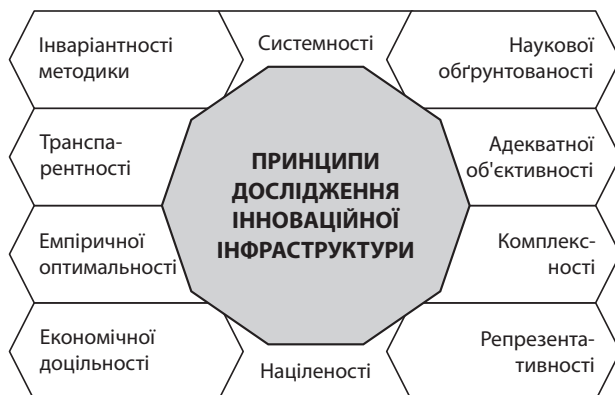 Інваріантності
методики
Системності
Наукової
обґрунтованості
Транспа-
рентності
Адекватної
об'єктивності
ПРИНЦИПИ
ДОСЛІДЖЕННЯ
ІННОВАЦІЙНОЇ
ІНФРАСТРУКТУРИ
Емпіричної
оптимальності
Комплекс-
ності
Економічної
доцільності
Націленості
Репрезента-
тивності